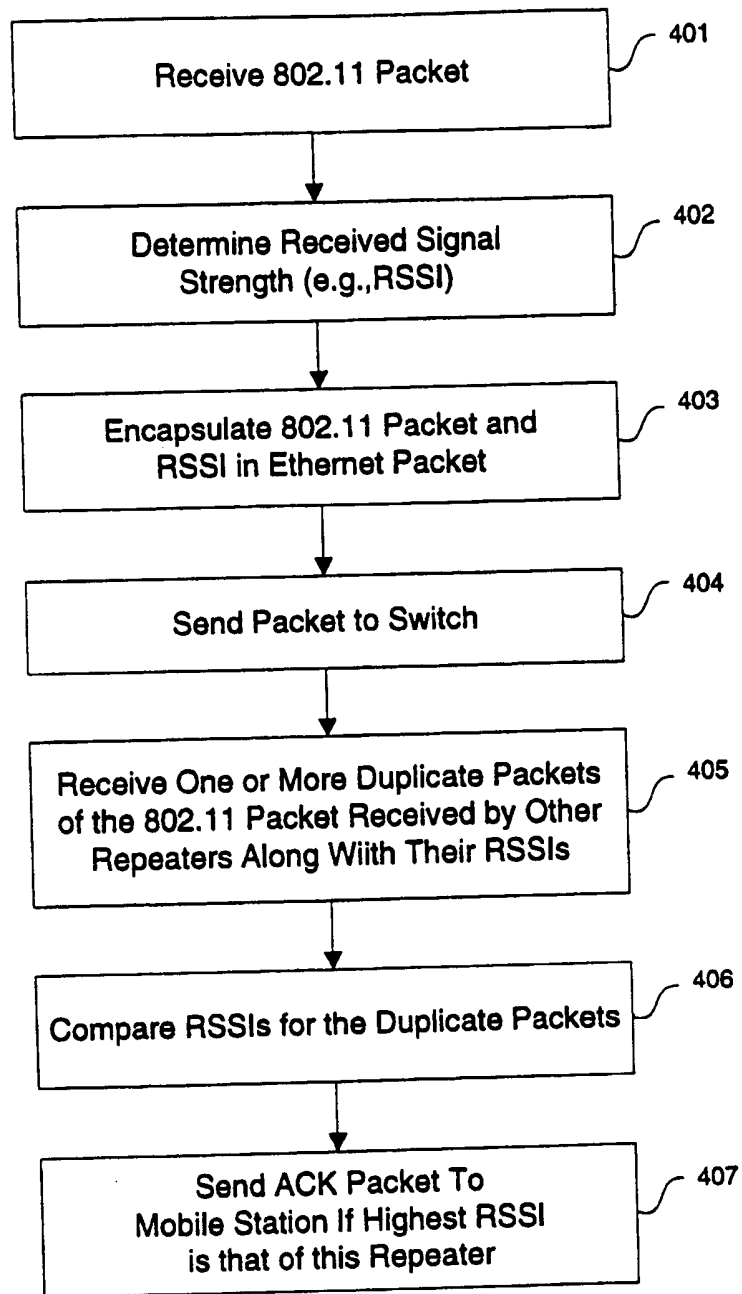 Receive 802.11 Packet
401
Determine Received Signal
Strength (e.g.,RSSI)
402
Encapsulate 802.11 Packet and
RSSI in Ethernet Packet
403
Send Packet to Switch
404
Receive One or More Duplicate Packets
of the 802.11 Packet Received by Other
Repeaters Along Wiith Their RSSIs
405
Compare RSSIs for the Duplicate Packets
406
Send ACK Packet To
Mobile Station If Highest RSSI
is that of this Repeater
407